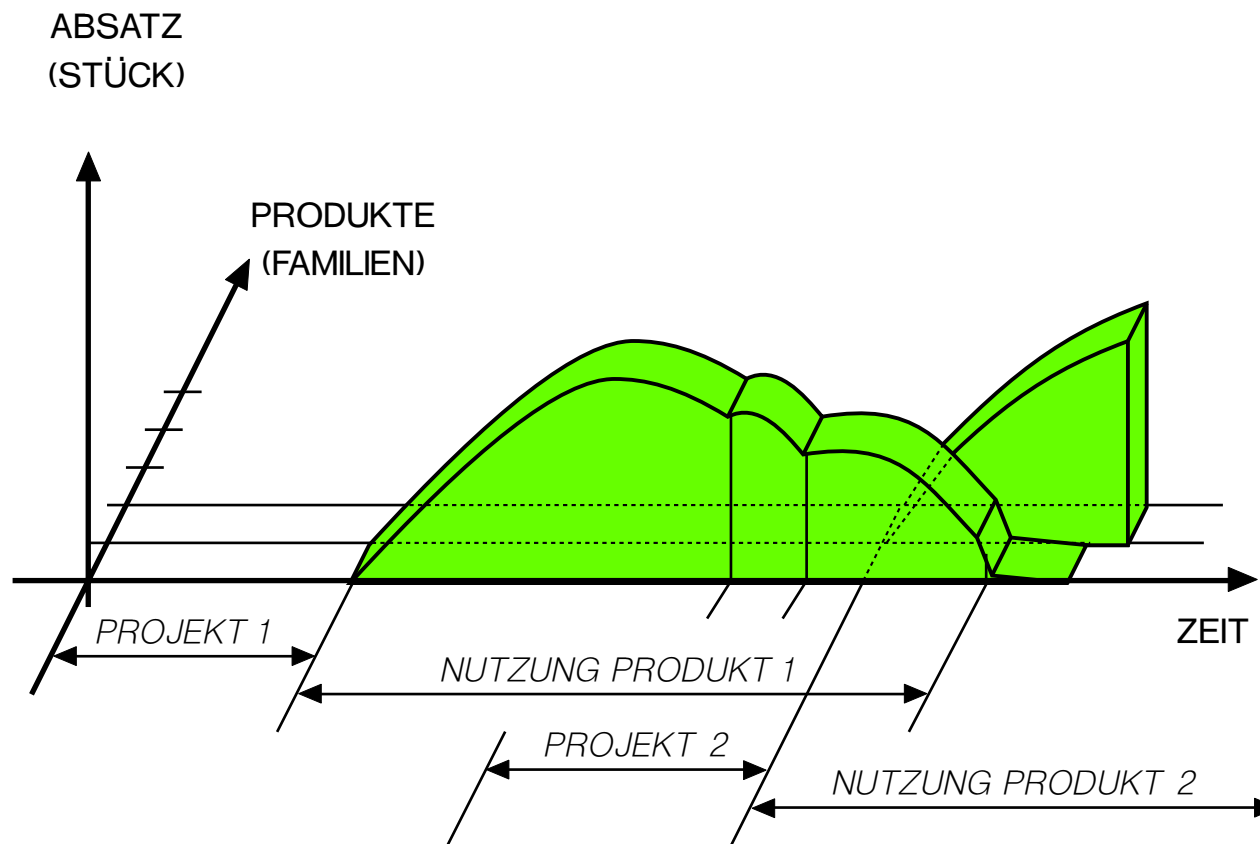 ABSATZ
(STÜCK)
PRODUKTE
(FAMILIEN)
ZEIT
PROJEKT 1
NUTZUNG PRODUKT 1
PROJEKT 2
NUTZUNG PRODUKT 2